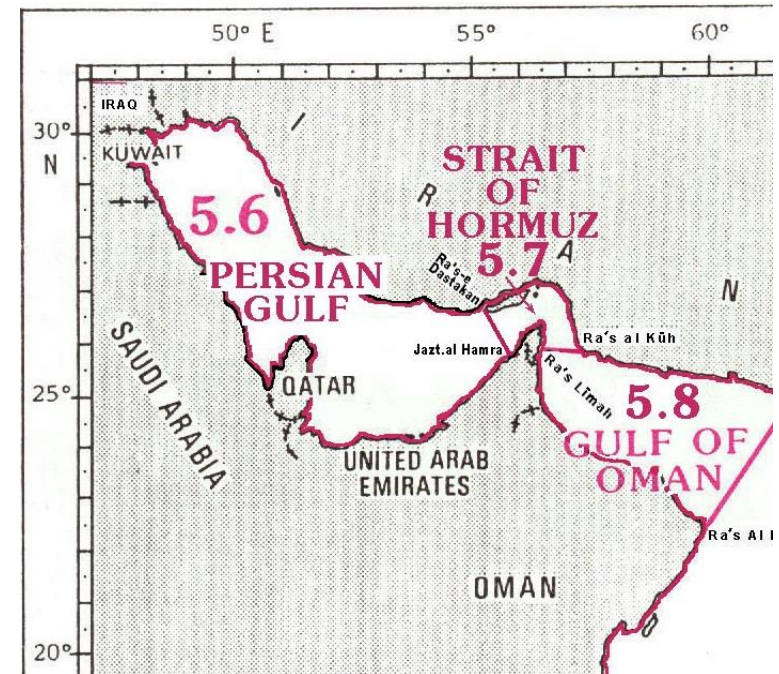 50° E
55°
60°
IRAQ
30°
N
KUWAIT
I
R
A
N
STRAIT
OF
HORMUZ
5.7
5.6
PERSIAN
GULF
Ra's-e
Dastakan
Jazt.al Hamra
Ra's al Kūh
Ra's Līmah
SAUDI ARABIA
QATAR
25°
5.8
GULF OF
OMAN
UNITED ARAB
EMIRATES
Ra's Al
OMAN
20°